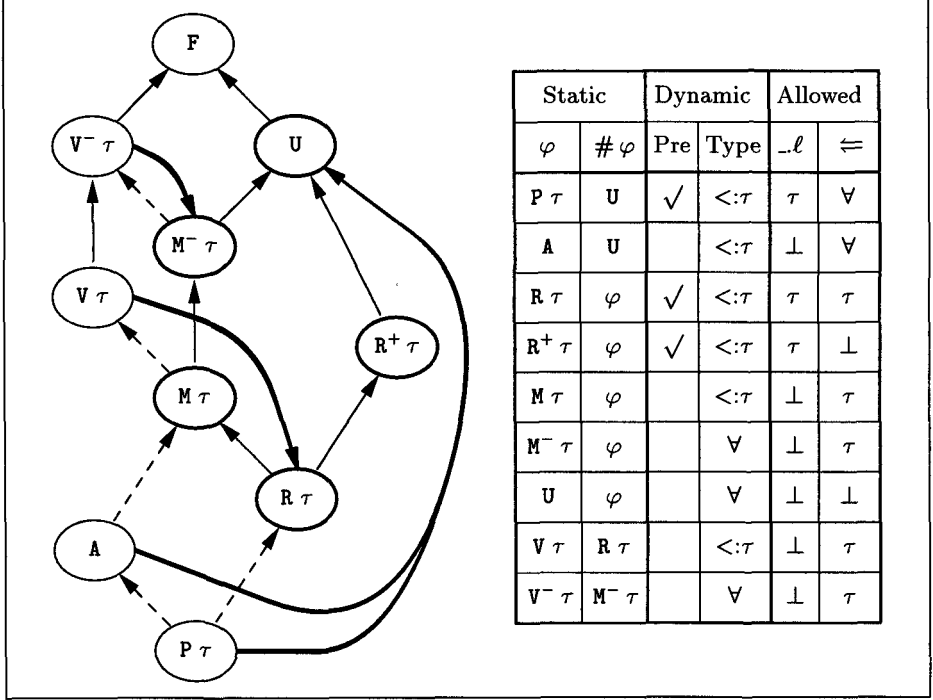 F
V⁻ τ
U
M⁻ τ
V τ
R⁺ τ
M τ
R τ
A
P τ
Static Dynamic Allowed
φ #φ Pre Type _.ℓ ⇚
P τ U √ <:τ τ ∀
A U <:τ ⊥ ∀
R τ φ √ <:τ τ τ
R⁺ τ φ √ <:τ τ ⊥
M τ φ <:τ ⊥ τ
M⁻ τ φ ∀ ⊥ τ
U φ ∀ ⊥ ⊥
V τ R τ <:τ ⊥ τ
V⁻ τ M⁻ τ ∀ ⊥ τ